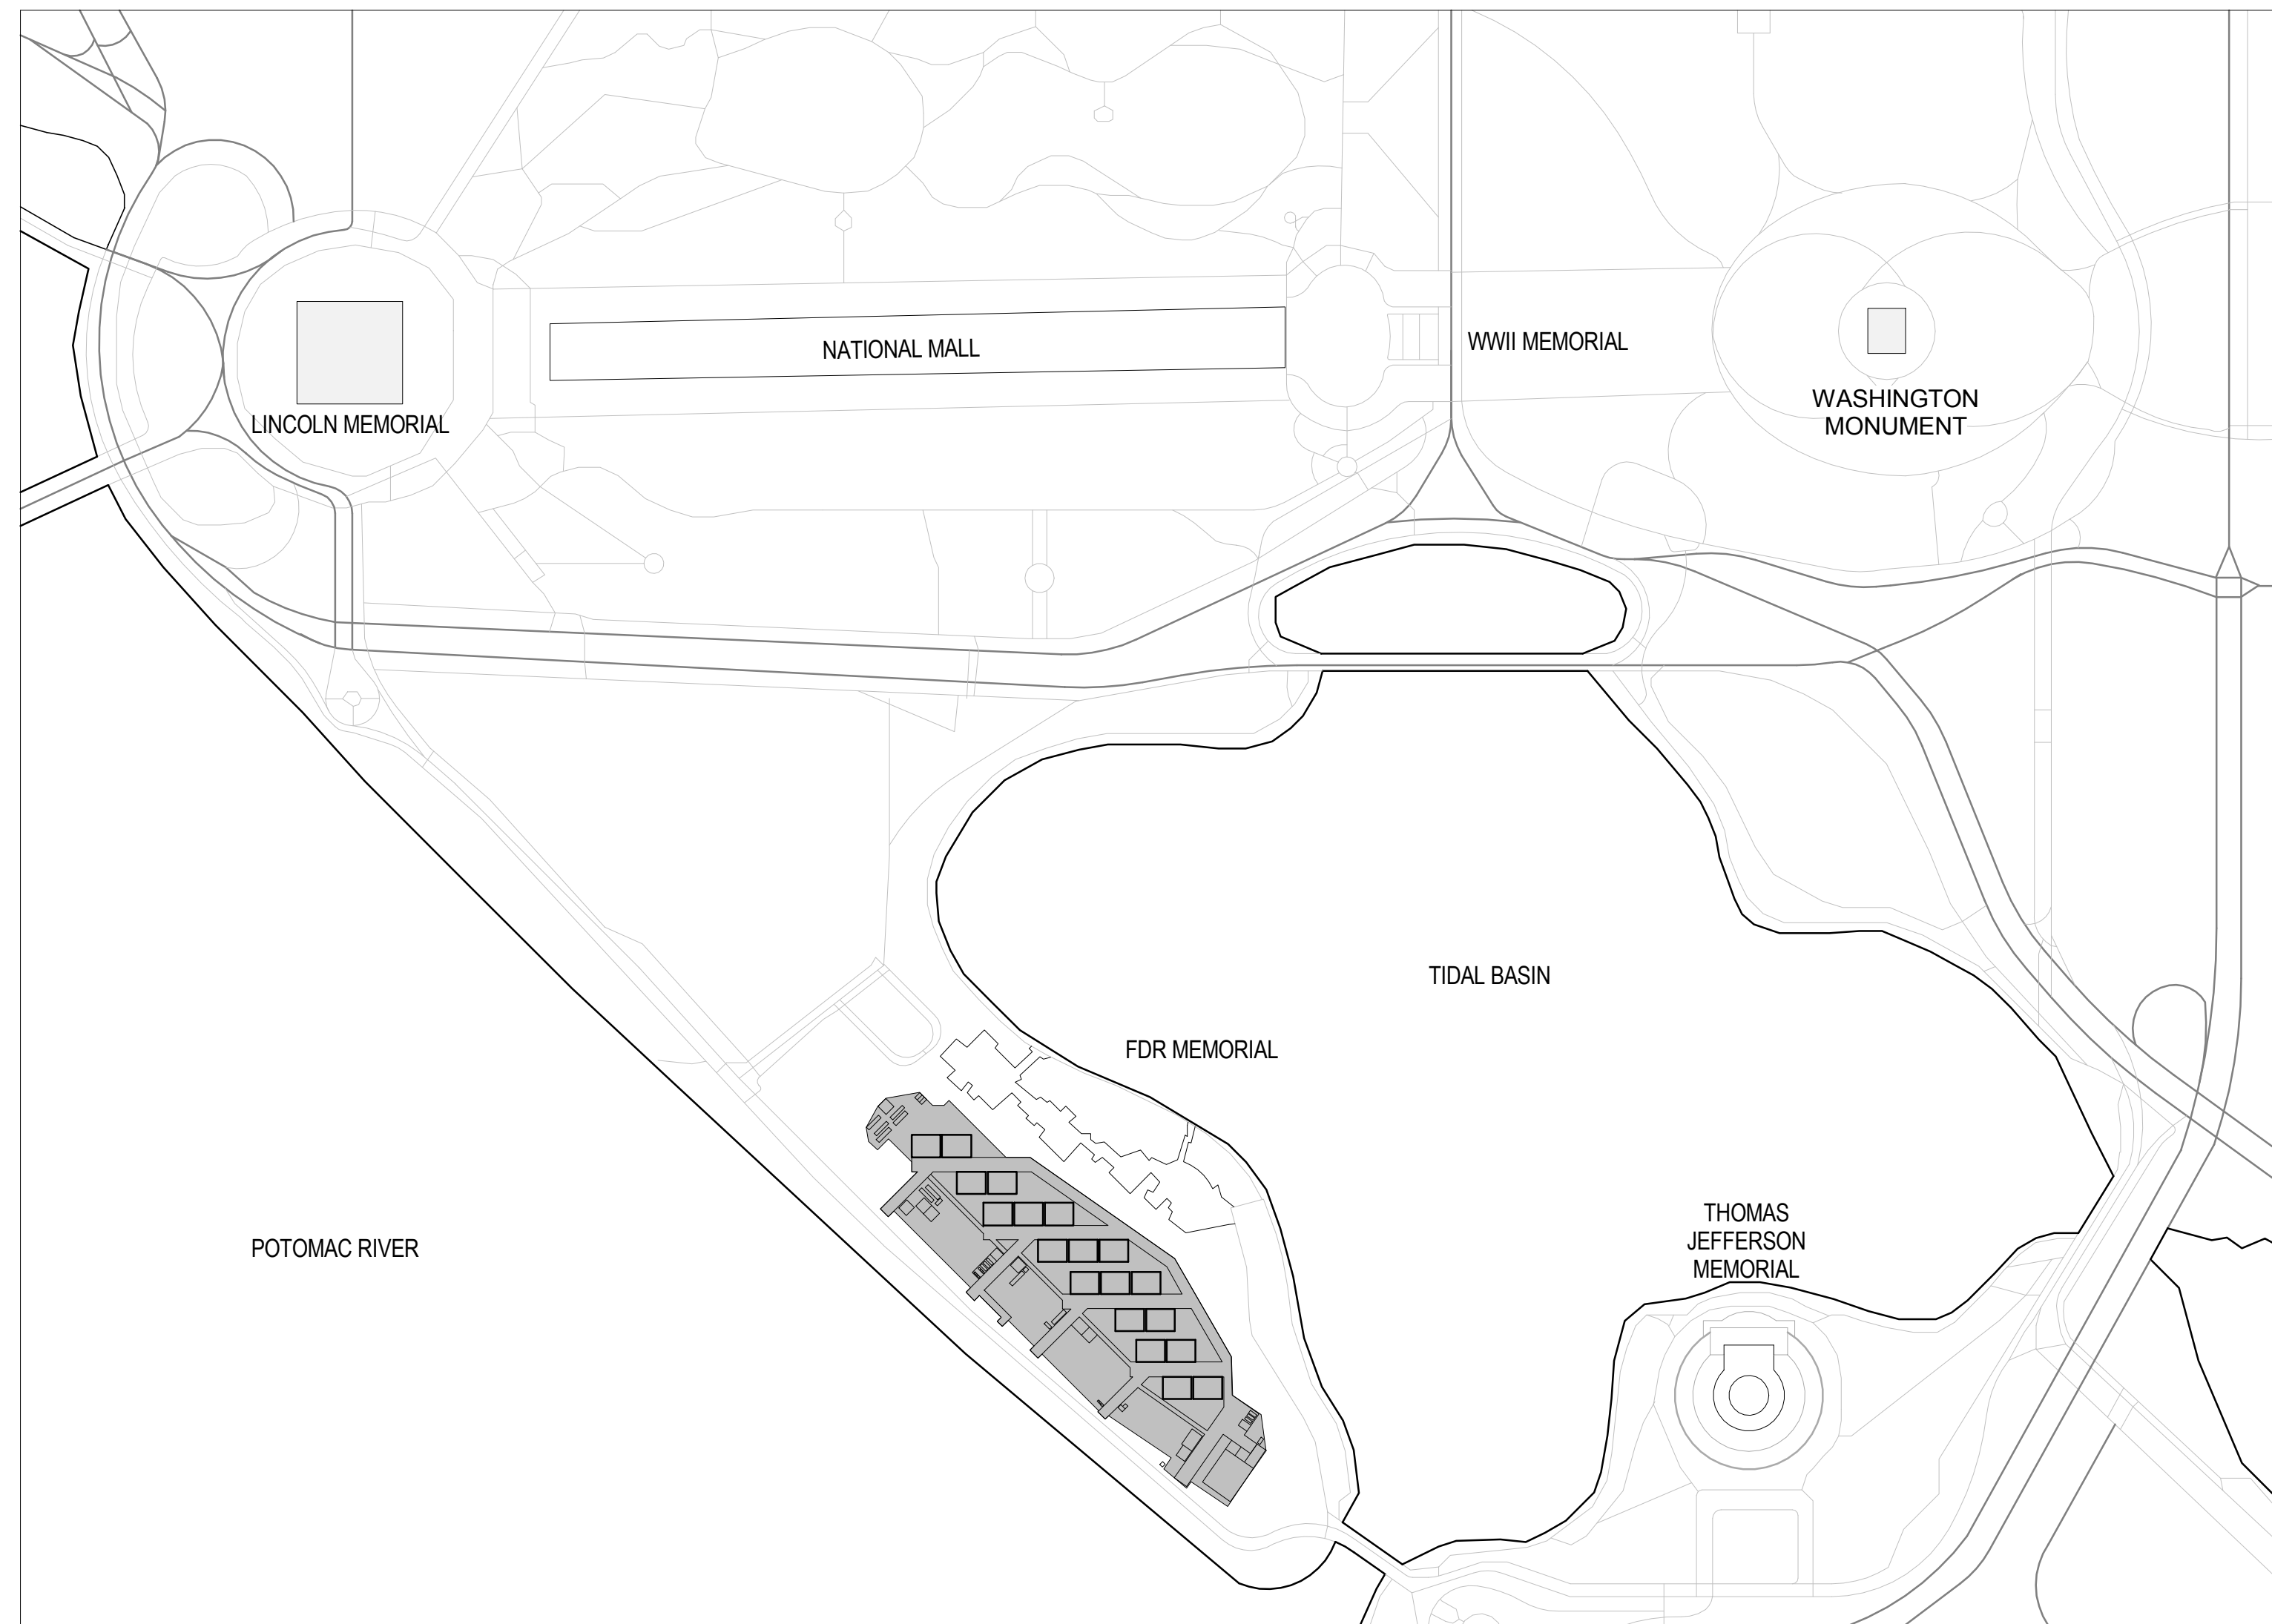 NATIONAL MALL
WWII MEMORIAL
LINCOLN MEMORIAL
WASHINGTON
MONUMENT
TIDAL BASIN
FDR MEMORIAL
POTOMAC RIVER
THOMAS
JEFFERSON
MEMORIAL